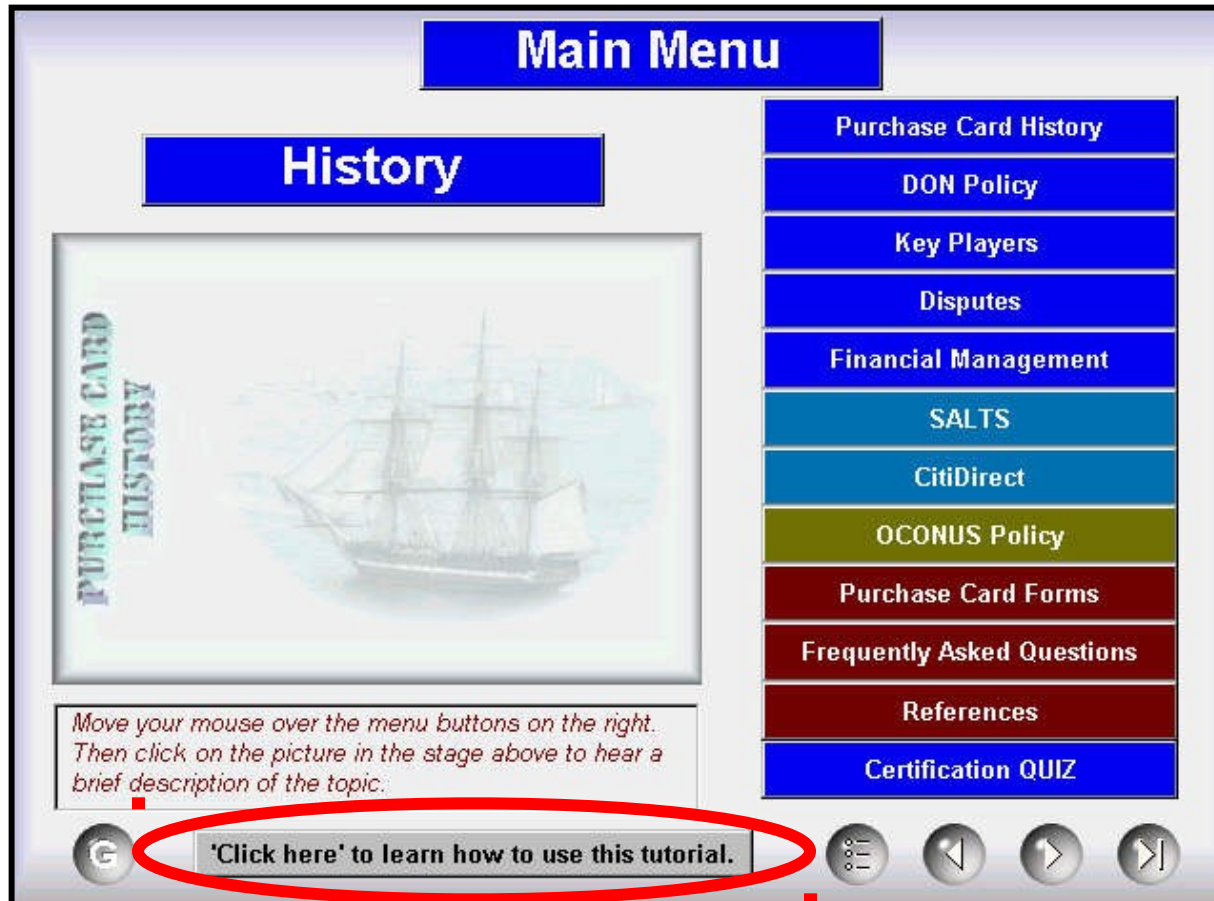 Main Menu
History
PURCHASE CARD
HISTORY
Move your mouse over the menu buttons on the right.
Then click on the picture in the stage above to hear a
brief description of the topic.
Purchase Card History
DON Policy
Key Players
Disputes
Financial Management
SALTS
CitiDirect
OCONUS Policy
Purchase Card Forms
Frequently Asked Questions
References
Certification QUIZ
G
'Click here' to learn how to use this tutorial.